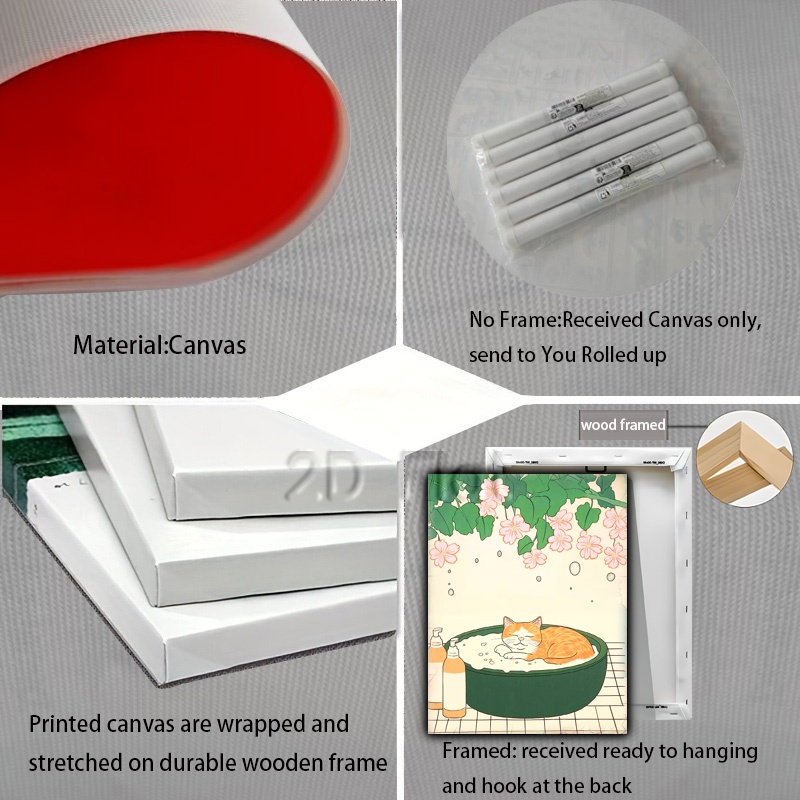 Material:Canvas
No Frame:Received Canvas only,
send to You Rolled up
2D
wood framed
Printed canvas are wrapped and
stretched on durable wooden frame
Framed: received ready to hanging
and hook at the back